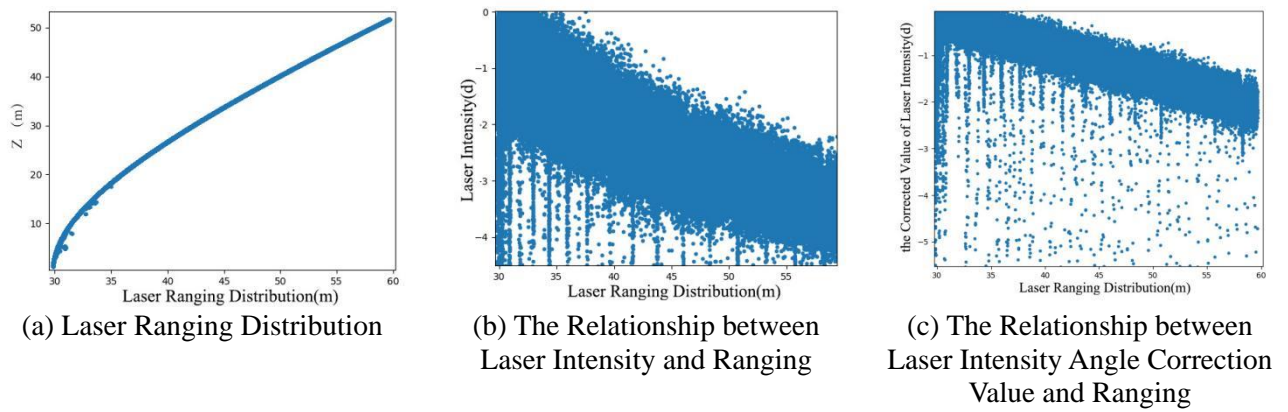 50
40
30
20
10
Z (m)
30 35 40 45 50 55 60
Laser Ranging Distribution(m)
(a) Laser Ranging Distribution
0
−1
−2
−3
−4
Laser Intensity(d)
30 35 40 45 50 55
Laser Ranging Distribution(m)
(b) The Relationship between
Laser Intensity and Ranging
−1
−2
−3
−4
−5
the Corrected Value of Laser Intensity(d)
30 35 40 45 50 55 60
Laser Ranging Distribution(m)
(c) The Relationship between
Laser Intensity Angle Correction
Value and Ranging